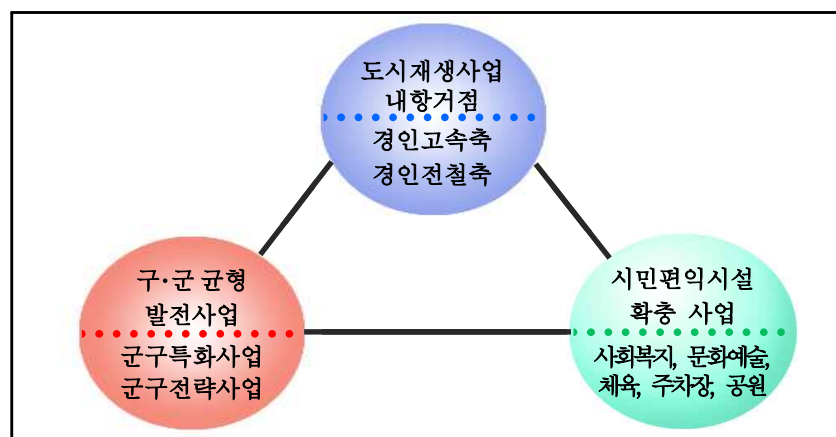 도시재생사업
내항거점
경인고속축
경인전철축
구·군 균형
발전사업
군구특화사업
군구전략사업
시민편익시설
확충 사업
사회복지, 문화예술,
체육, 주차장, 공원